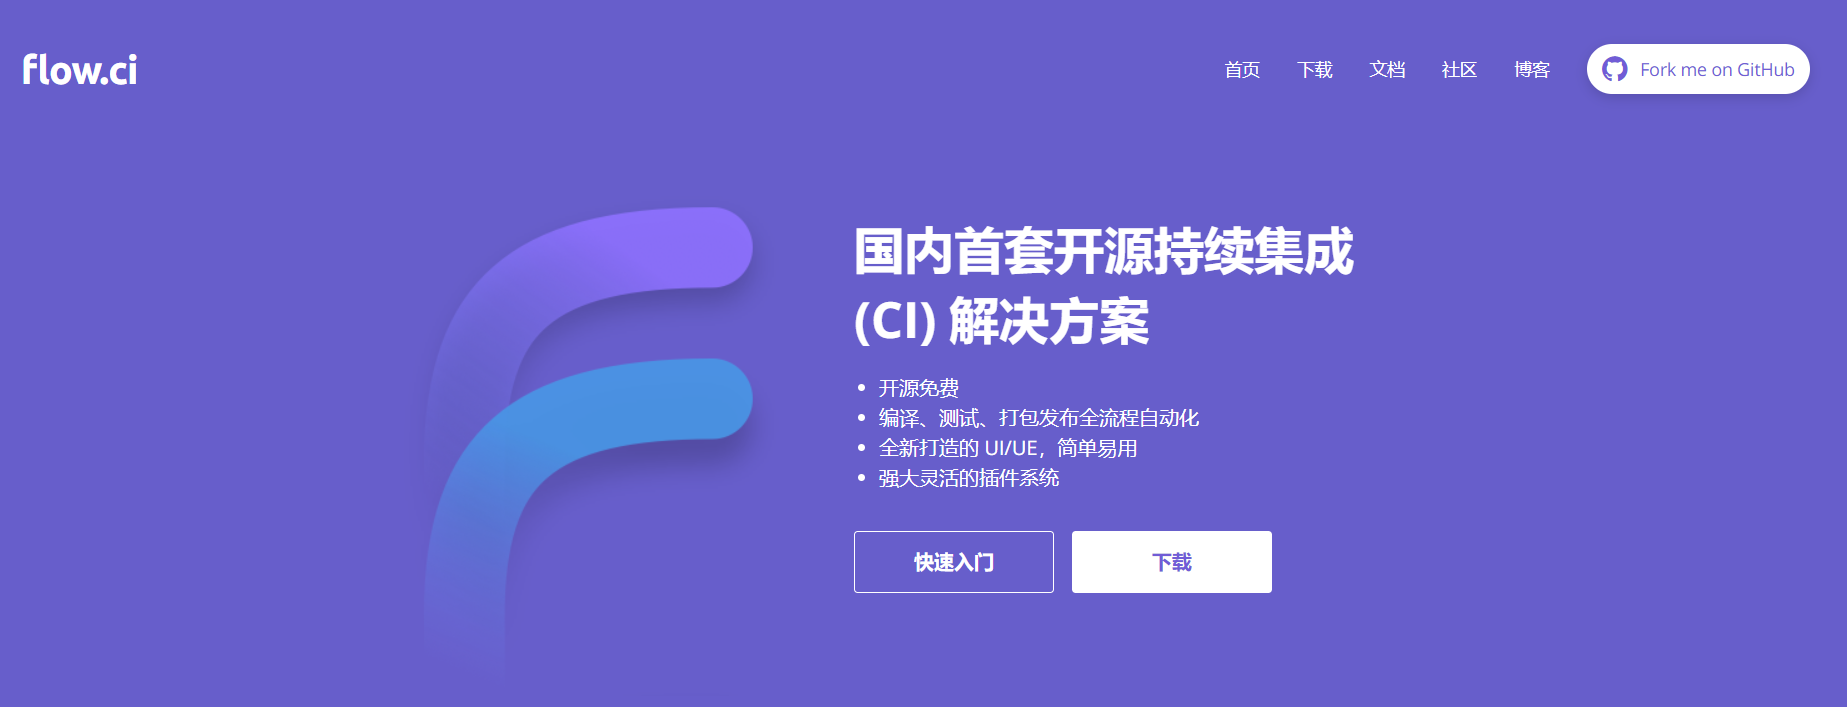 flow.ci
首页
下载
文档
社区
博客
Fork me on GitHub
国内首套开源持续集成
(CI) 解决方案
开源免费
编译、测试、打包发布全流程自动化
全新打造的 UI/UE，简单易用
强大灵活的插件系统
快速入门
下载